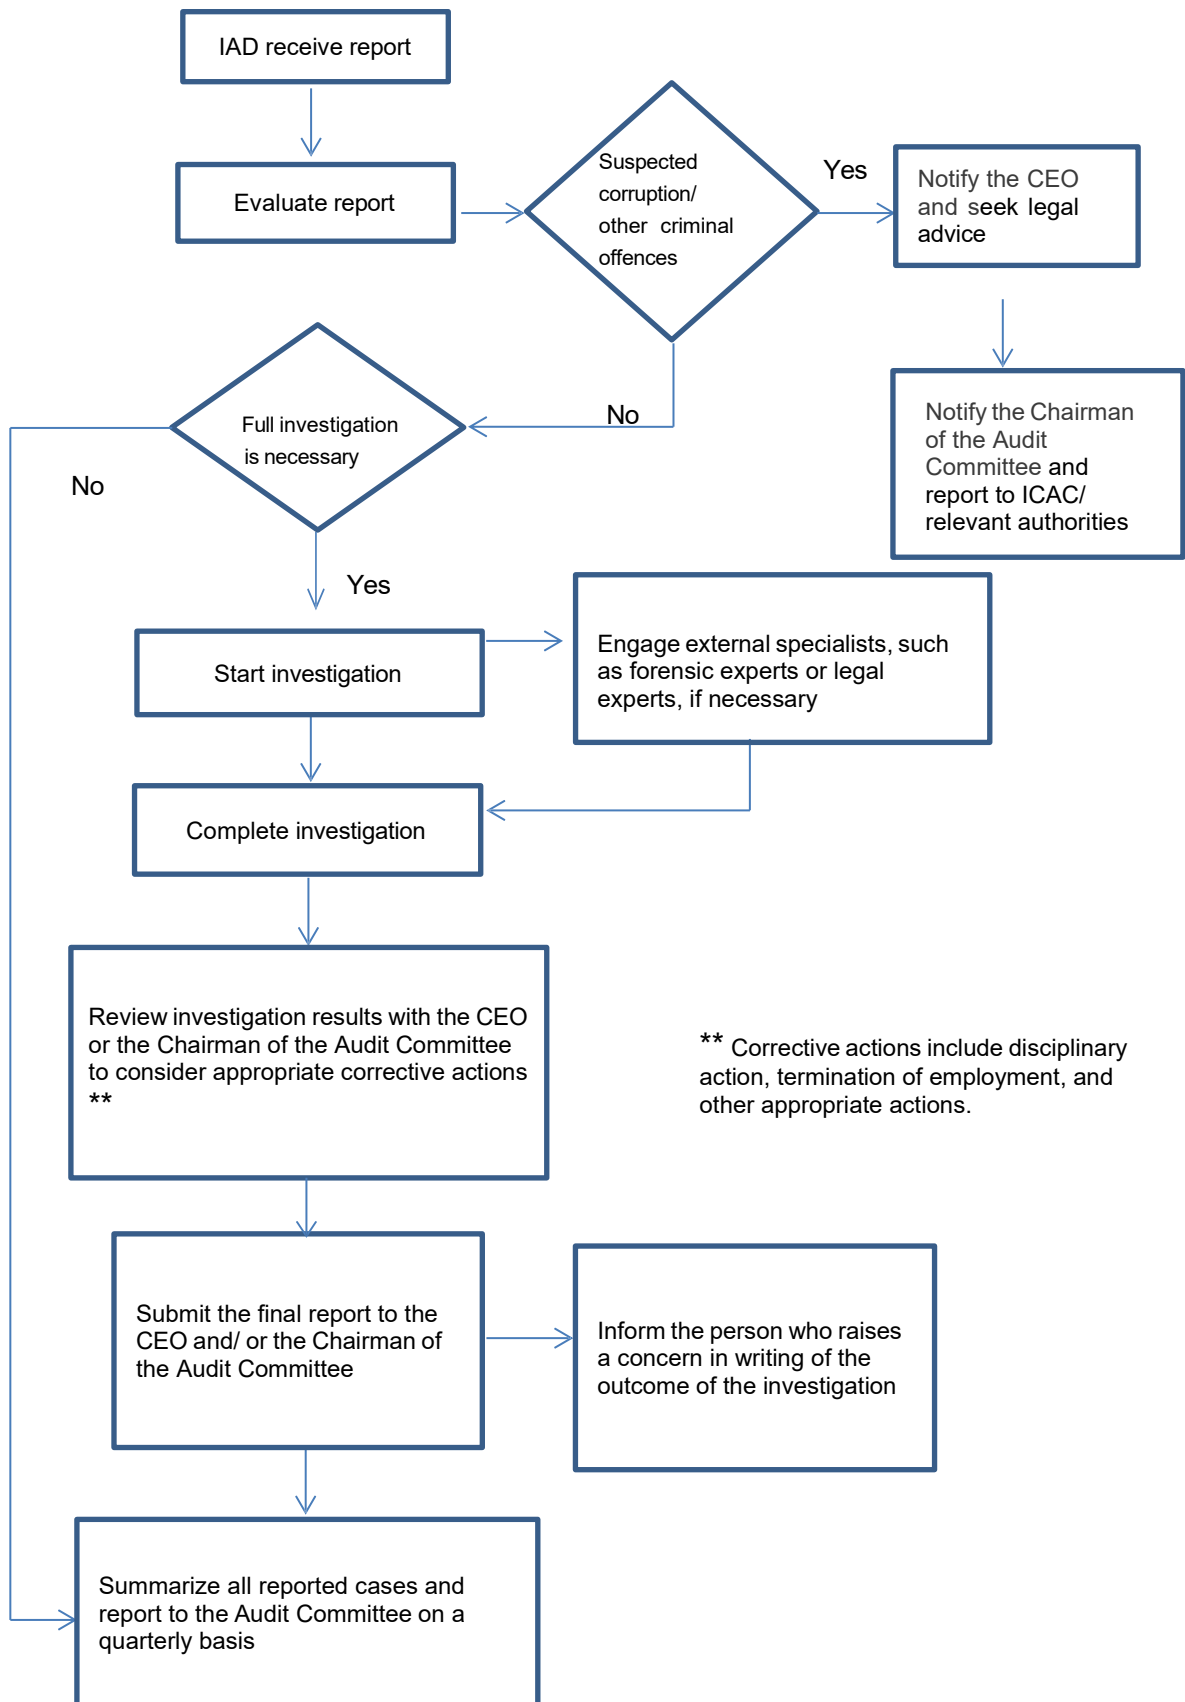 IAD receive report
Evaluate report
Suspected
corruption/
other criminal
offences
Yes
Notify the CEO
and seek legal
advice
Notify the Chairman
of the Audit
Committee and
report to ICAC/
relevant authorities
No
Full investigation
is necessary
No
Yes
Start investigation
Engage external specialists, such
as forensic experts or legal
experts, if necessary
Complete investigation
Review investigation results with the CEO
or the Chairman of the Audit Committee
to consider appropriate corrective actions
**
** Corrective actions include disciplinary
action, termination of employment, and
other appropriate actions.
Submit the final report to the
CEO and/ or the Chairman of
the Audit Committee
Inform the person who raises
a concern in writing of the
outcome of the investigation
Summarize all reported cases and
report to the Audit Committee on a
quarterly basis